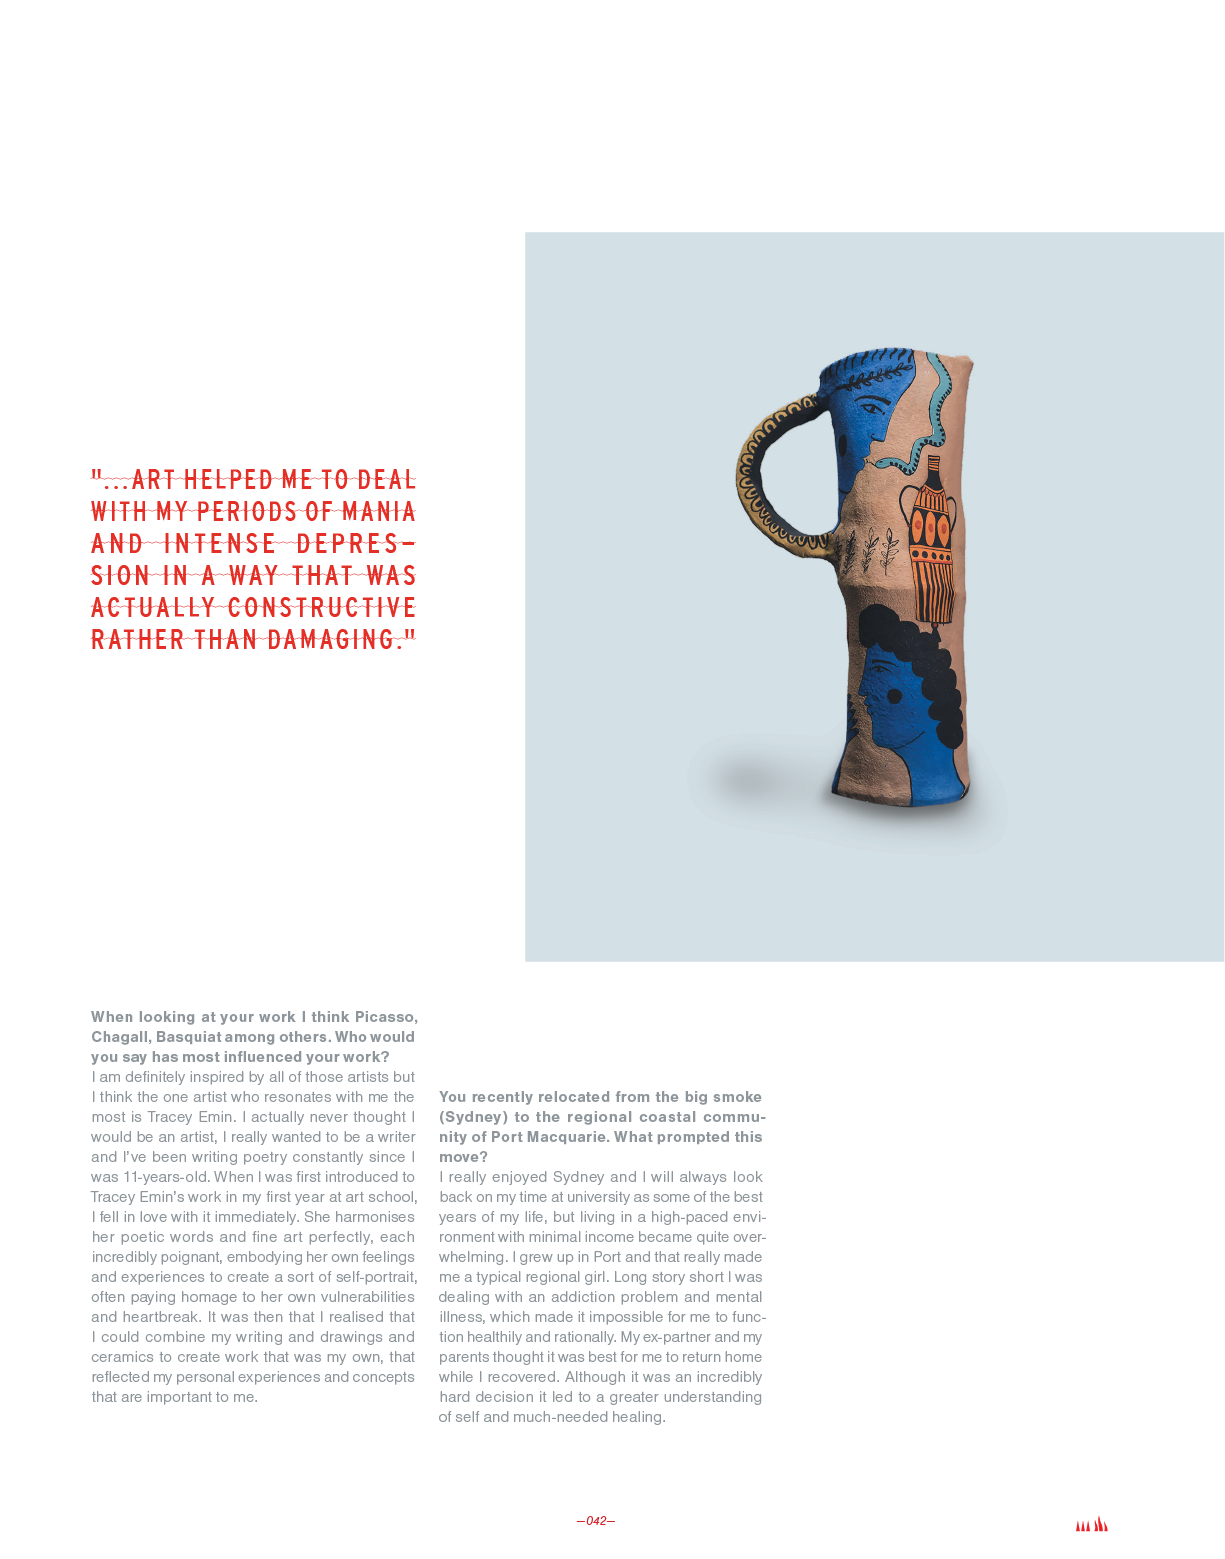 "...ART HELPED ME TO DEAL
WITH MY PERIODS OF MANIA
AND INTENSE DEPRES-
SION IN A WAY THAT WAS
ACTUALLY CONSTRUCTIVE
RATHER THAN DAMAGING."
When looking at your work I think Picasso,
Chagall, Basquiat among others. Who would
you say has most influenced your work?
I am definitely inspired by all of those artists but
I think the one artist who resonates with me the
most is Tracey Emin. I actually never thought I
would be an artist, I really wanted to be a writer
and I've been writing poetry constantly since I
was 11-years-old. When I was first introduced to
Tracey Emin's work in my first year at art school,
I fell in love with it immediately. She harmonises
her poetic words and fine art perfectly, each
incredibly poignant, embodying her own feelings
and experiences to create a sort of self-portrait,
often paying homage to her own vulnerabilities
and heartbreak. It was then that I realised that
I could combine my writing and drawings and
ceramics to create work that was my own, that
reflected my personal experiences and concepts
that are important to me.
You recently relocated from the big smoke
(Sydney) to the regional coastal commu-
nity of Port Macquarie. What prompted this
move?
I really enjoyed Sydney and I will always look
back on my time at university as some of the best
years of my life, but living in a high-paced envi-
ronment with minimal income became quite over-
whelming. I grew up in Port and that really made
me a typical regional girl. Long story short I was
dealing with an addiction problem and mental
illness, which made it impossible for me to func-
tion healthily and rationally. My ex-partner and my
parents thought it was best for me to return home
while I recovered. Although it was an incredibly
hard decision it led to a greater understanding
of self and much-needed healing.
—042—